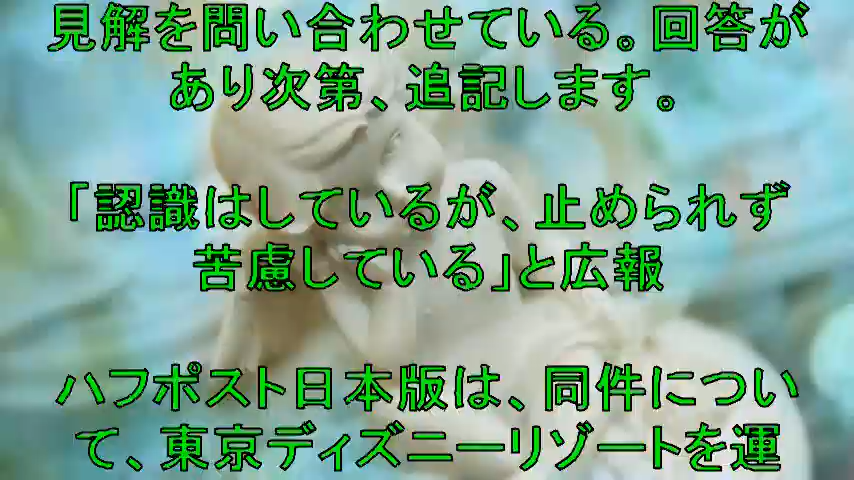 見解を問い合わせている。回答が
あり次第、追記します。
「認識はしているが、止められず
苦慮している」と広報
ハフポスト日本版は、同件につい
て、東京ディズニーリゾートを運